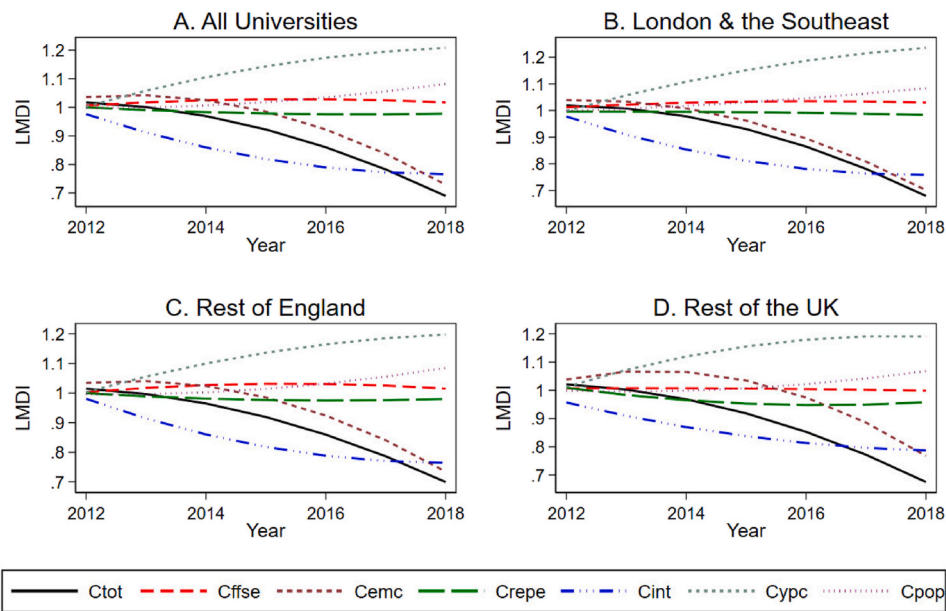 A. All Universities
LMDI
1.2
1.1
1
.9
.8
.7
2012 2014 2016 2018
Year
B. London & the Southeast
LMDI
1.2
1.1
1
.9
.8
.7
2012 2014 2016 2018
Year
C. Rest of England
LMDI
1.2
1.1
1
.9
.8
.7
2012 2014 2016 2018
Year
D. Rest of the UK
LMDI
1.2
1.1
1
.9
.8
.7
2012 2014 2016 2018
Year
Ctot Cffse Cemc Crepe Cint Cypc Cpop